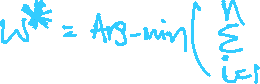 w* = Arg-min( n Σ i=1